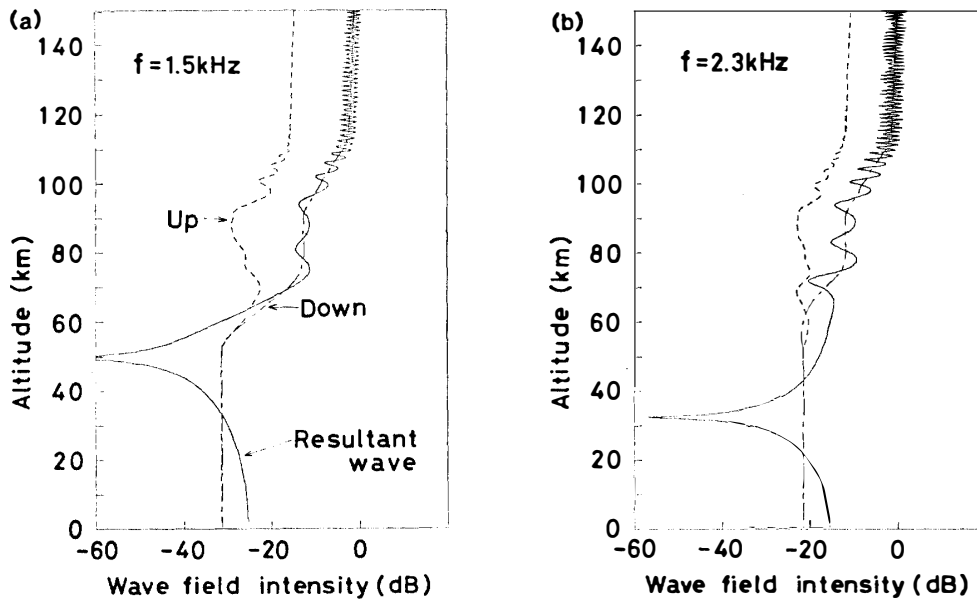 (a)
f=1.5kHz
140
120
100
80
60
40
20
0
Altitude (km)
Up
Down
Resultant
wave
-60
-40
-20
0
Wave field intensity (dB)
(b)
f=2.3kHz
140
120
100
80
60
40
20
0
Altitude (km)
-60
-40
-20
0
Wave field intensity (dB)